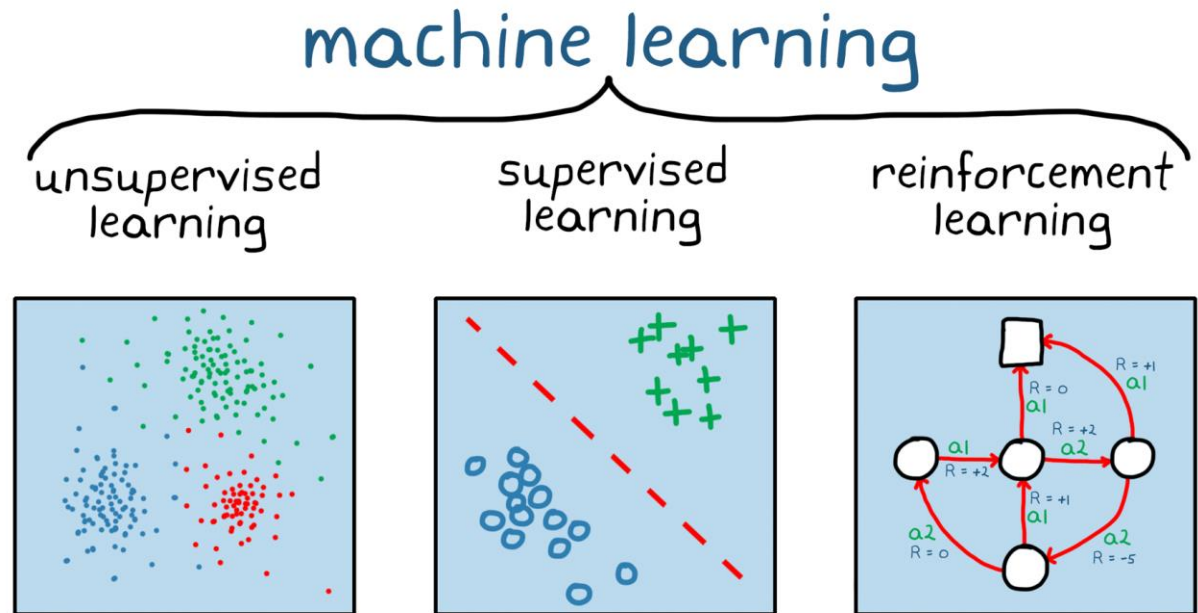 machine learning
unsupervised
learning
supervised
learning
reinforcement
learning
R = 0
a1
R = +1
a1
a1
R = +2
R = +2
a2
R = +1
a1
a2
R = 0
a2
R = -5